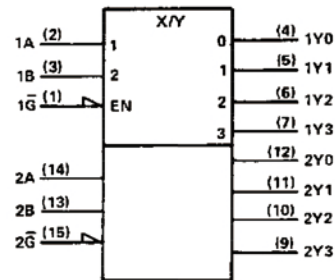 X/Y
1A (2) 1 0 (4) 1Y0
1B (3) 2 1 (5) 1Y1
1G̅ (1) EN 2 (6) 1Y2
3 (7) 1Y3
2A (14) (12) 2Y0
2B (13) (11) 2Y1
2G̅ (15) (10) 2Y2
(9) 2Y3